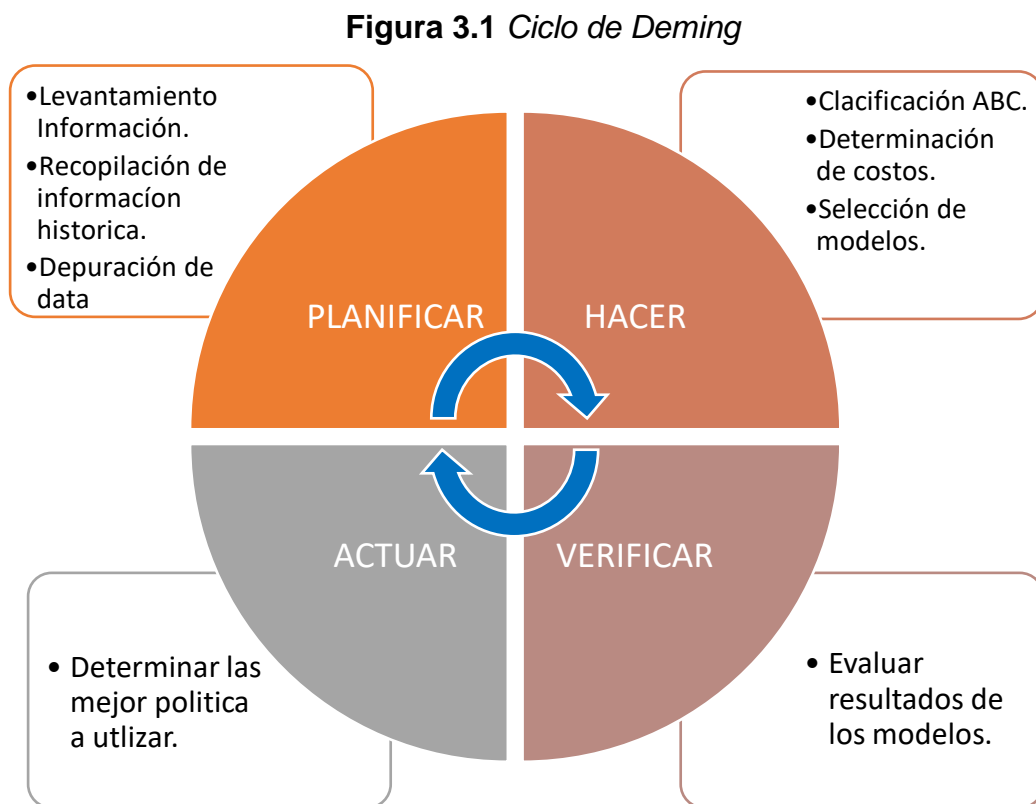 Figura 3.1 Ciclo de Deming
•Levantamiento
Información.
•Recopilación de
informacíon
historica.
•Depuración de
data
•Clacificación ABC.
•Determinación
de costos.
•Selección de
modelos.
PLANIFICAR
HACER
ACTUAR
VERIFICAR
• Determinar las
mejor politica
a utlizar.
• Evaluar
resultados de
los modelos.